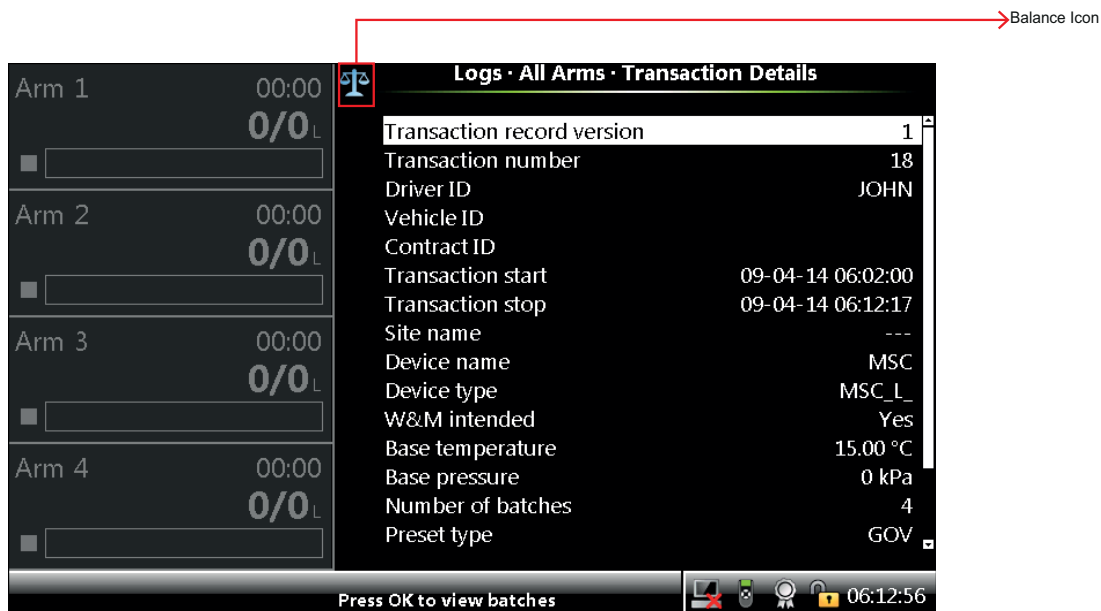 Balance Icon
Logs · All Arms · Transaction Details
Arm 1 00:00
0/0 L
Arm 2 00:00
0/0 L
Arm 3 00:00
0/0 L
Arm 4 00:00
0/0 L
Transaction record version 1
Transaction number 18
Driver ID JOHN
Vehicle ID
Contract ID
Transaction start 09-04-14 06:02:00
Transaction stop 09-04-14 06:12:17
Site name ---
Device name MSC
Device type MSC_L_
W&M intended Yes
Base temperature 15.00 °C
Base pressure 0 kPa
Number of batches 4
Preset type GOV
Press OK to view batches 06:12:56